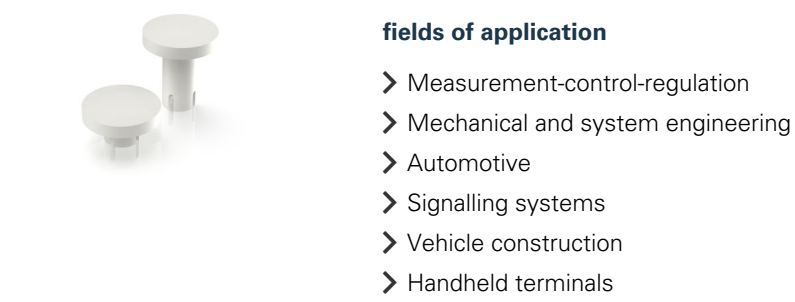 fields of application
Measurement-control-regulation
Mechanical and system engineering
Automotive
Signalling systems
Vehicle construction
Handheld terminals